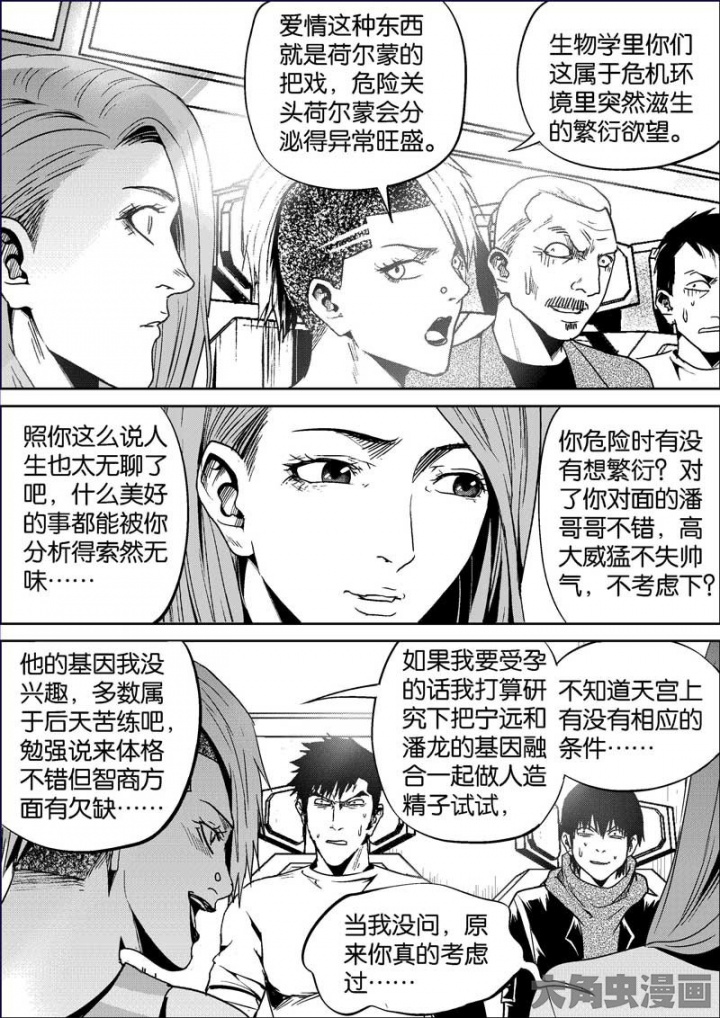 生物学里你们
这属于危机环
境里突然滋生
的繁衍欲望。
爱情这种东西
就是荷尔蒙的
把戏，危险关
头荷尔蒙会分
泌得异常旺盛。
你危险时有没
有想繁衍？对
了你对面的潘
哥哥不错，高
大威猛不失帅
气，不考虑下？
照你这么说人
生也太无聊了
吧，什么美好
的事都能被你
分析得索然无
味……
他的基因我没
兴趣，多数属
于后天苦练吧，
勉强说来体格
不错但智商方
面有欠缺……
如果我要受孕
的话我打算研
究下把宁远和
潘龙的基因融
合一起做人造
精子试试，
不知道天宫上
有没有相应的
条件……
当我没问，原
来你真的考虑
过……
大角虫漫画